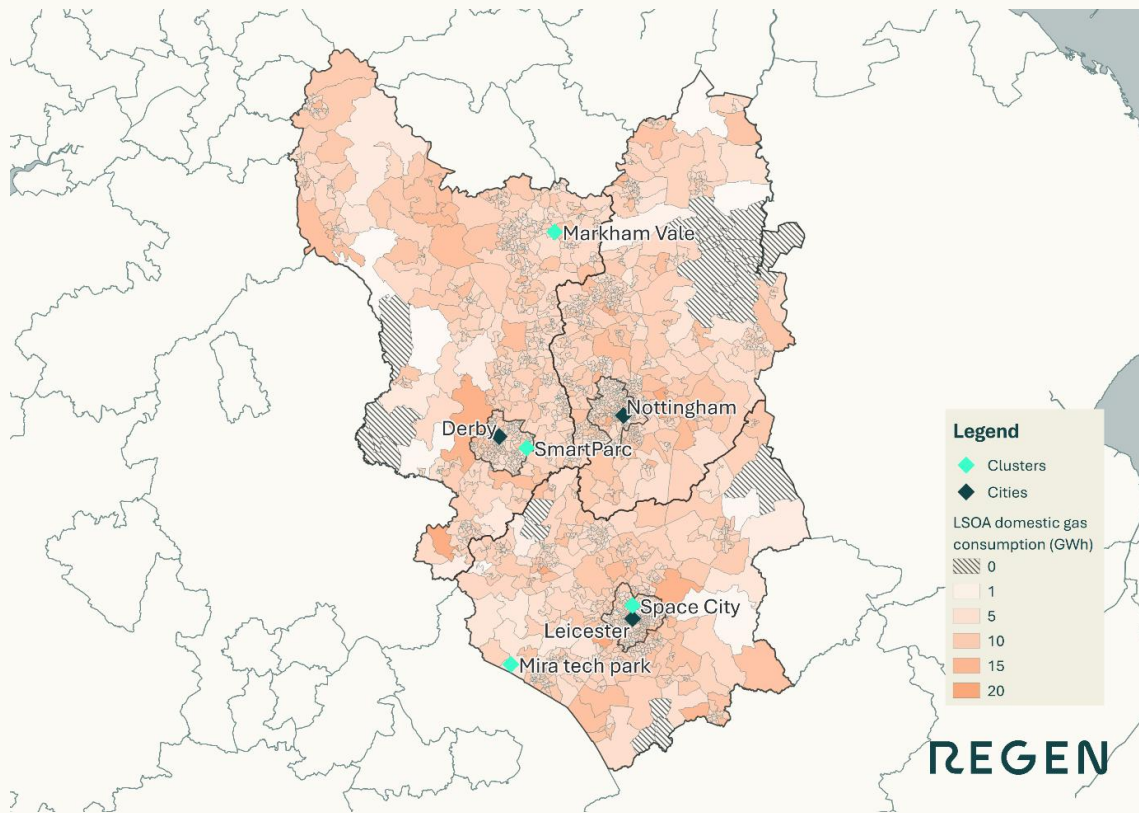 Markham Vale
Nottingham
Derby
SmartParc
Space City
Leicester
Mira tech park
Legend
Clusters
Cities
LSOA domestic gas
consumption (GWh)
0
1
5
10
15
20
REGEN